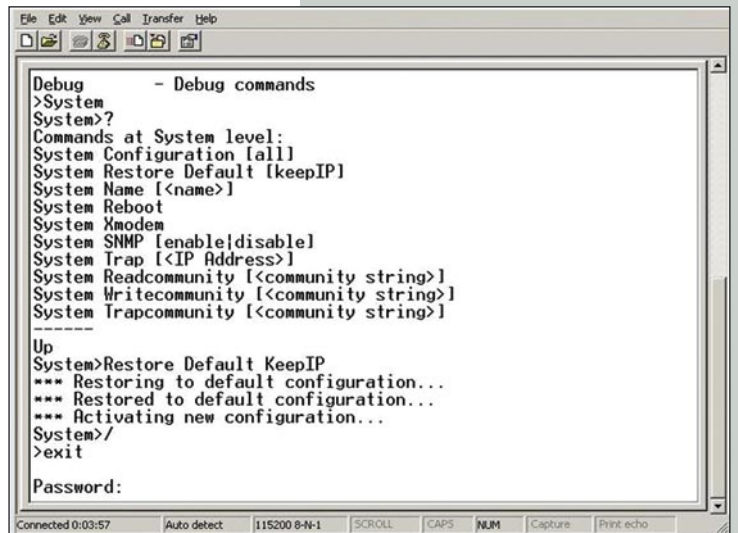 File Edit View Call Transfer Help
Debug - Debug commands
>System
System>?
Commands at System level:
System Configuration [all]
System Restore Default [keepIP]
System Name [<name>]
System Reboot
System Xmodem
System SNMP [enable|disable]
System Trap [<IP Address>]
System Readcommunity [<community string>]
System Writecommunity [<community string>]
System Trapcommunity [<community string>]
------
Up
System>Restore Default KeepIP
*** Restoring to default configuration...
*** Restored to default configuration...
*** Activating new configuration...
System>/
>exit
Password:
Connected 0:03:57 Auto detect 115200 8-N-1 SCROLL CAPS NUM Capture Print echo